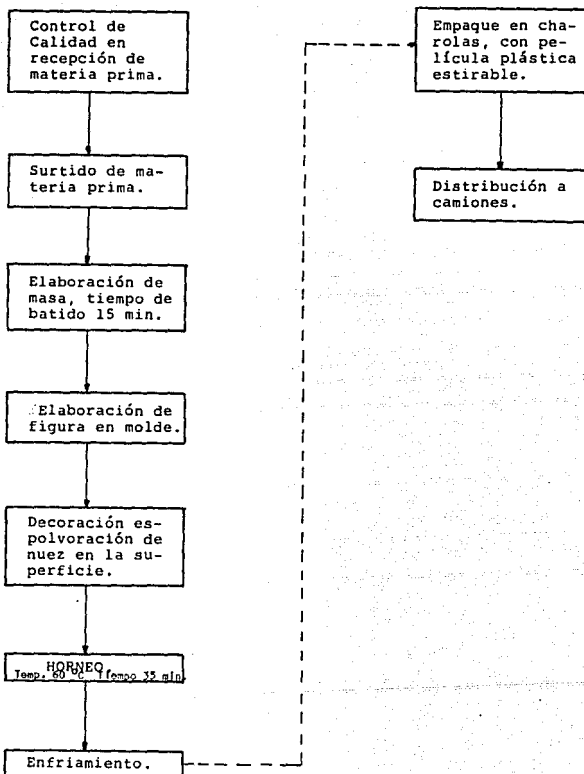 Control de
Calidad en
recepción de
materia prima.
Surtido de ma-
teria prima.
Elaboración de
masa, tiempo de
batido 15 min.
Elaboración de
figura en molde.
Decoración es-
polvoración de
nuez en la su-
perficie.
HORNEO
Temp. 60 °C Tiempo 35 min.
Enfriamiento.
Empaque en cha-
rolas, con pe-
lícula plástica
estirable.
Distribución a
camiones.